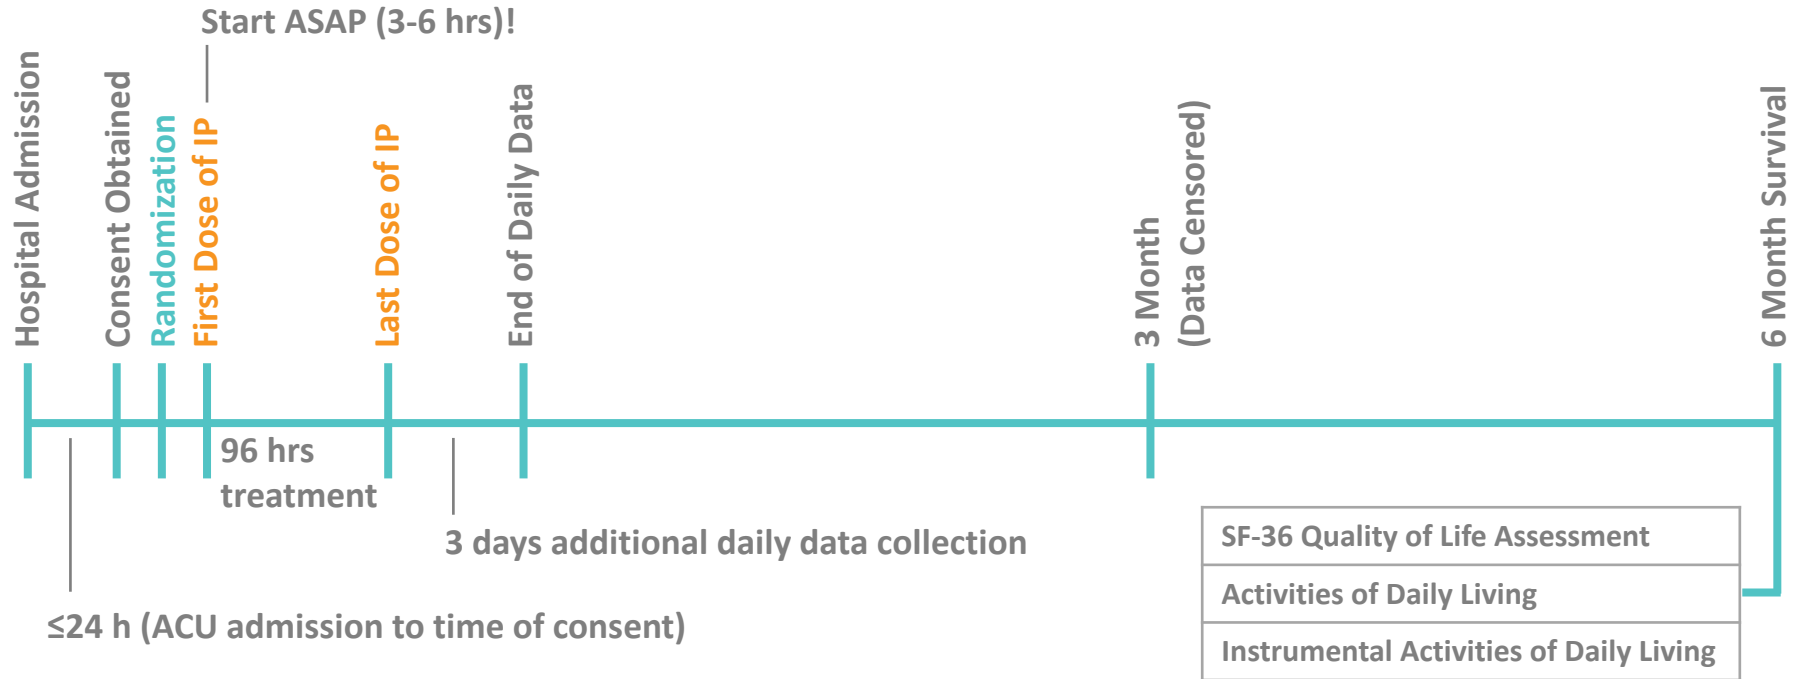 Start ASAP (3-6 hrs)!
Hospital Admission
Consent Obtained
Randomization
First Dose of IP
Last Dose of IP
End of Daily Data
3 Month
(Data Censored)
6 Month Survival
96 hrs
treatment
3 days additional daily data collection
≤24 h (ACU admission to time of consent)
SF-36 Quality of Life Assessment
Activities of Daily Living
Instrumental Activities of Daily Living